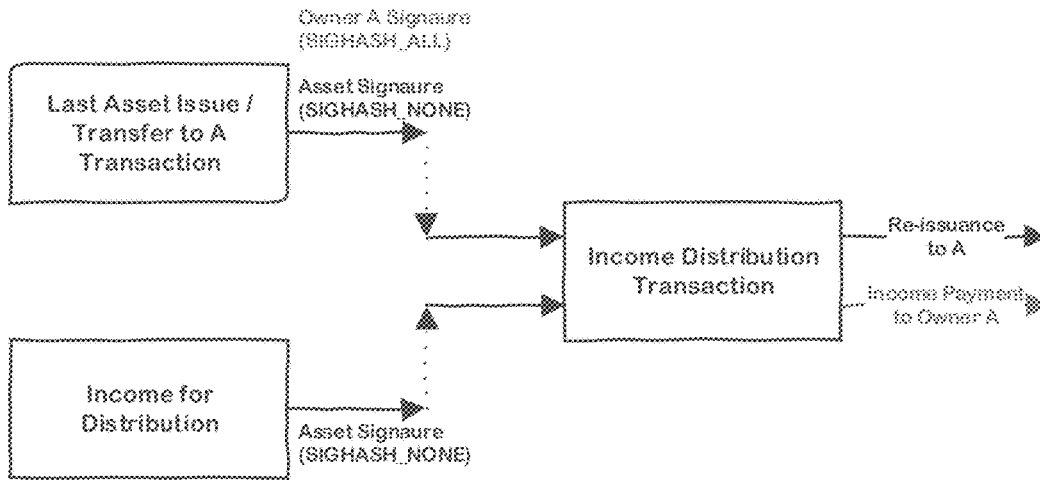 Owner A Signaure
(SIGHASH_ALL)
Asset Signaure
(SIGHASH_NONE)
Last Asset Issue /
Transfer to A
Transaction
Income Distribution
Transaction
Re-issuance
to A
Income Payment
to Owner A
Income for
Distribution
Asset Signaure
(SIGHASH_NONE)